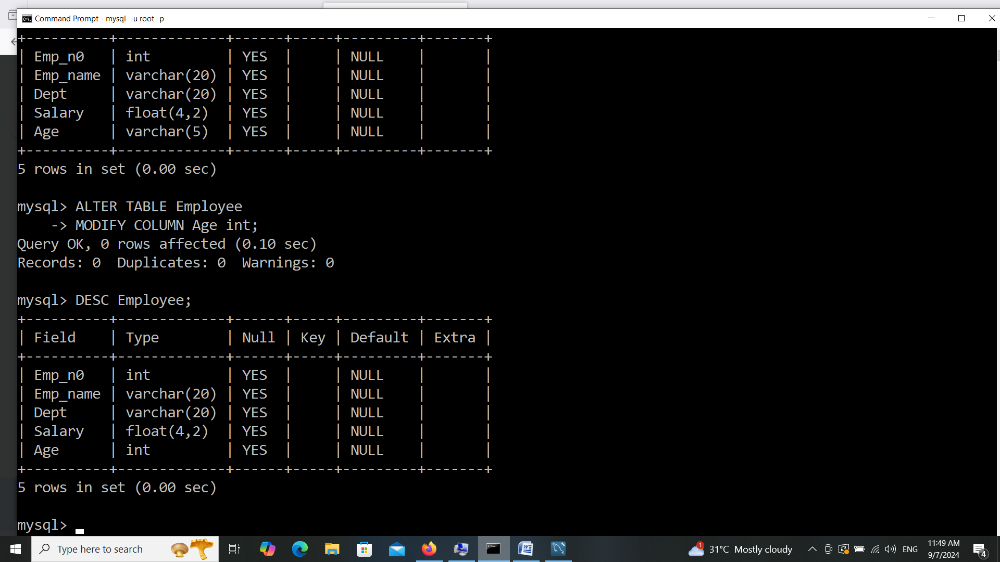 Command Prompt - mysql  -u root -p
+----------+-------------+------+-----+---------+-------+
| Emp_n0   | int         | YES  |     | NULL    |       |
| Emp_name | varchar(20) | YES  |     | NULL    |       |
| Dept     | varchar(20) | YES  |     | NULL    |       |
| Salary   | float(4,2)  | YES  |     | NULL    |       |
| Age      | varchar(5)  | YES  |     | NULL    |       |
+----------+-------------+------+-----+---------+-------+
5 rows in set (0.00 sec)

mysql> ALTER TABLE Employee
    -> MODIFY COLUMN Age int;
Query OK, 0 rows affected (0.10 sec)
Records: 0  Duplicates: 0  Warnings: 0

mysql> DESC Employee;
+----------+-------------+------+-----+---------+-------+
| Field    | Type        | Null | Key | Default | Extra |
+----------+-------------+------+-----+---------+-------+
| Emp_n0   | int         | YES  |     | NULL    |       |
| Emp_name | varchar(20) | YES  |     | NULL    |       |
| Dept     | varchar(20) | YES  |     | NULL    |       |
| Salary   | float(4,2)  | YES  |     | NULL    |       |
| Age      | int         | YES  |     | NULL    |       |
+----------+-------------+------+-----+---------+-------+
5 rows in set (0.00 sec)

mysql>
Type here to search
1
31°C  Mostly cloudy
ENG
11:49 AM
9/7/2024
4